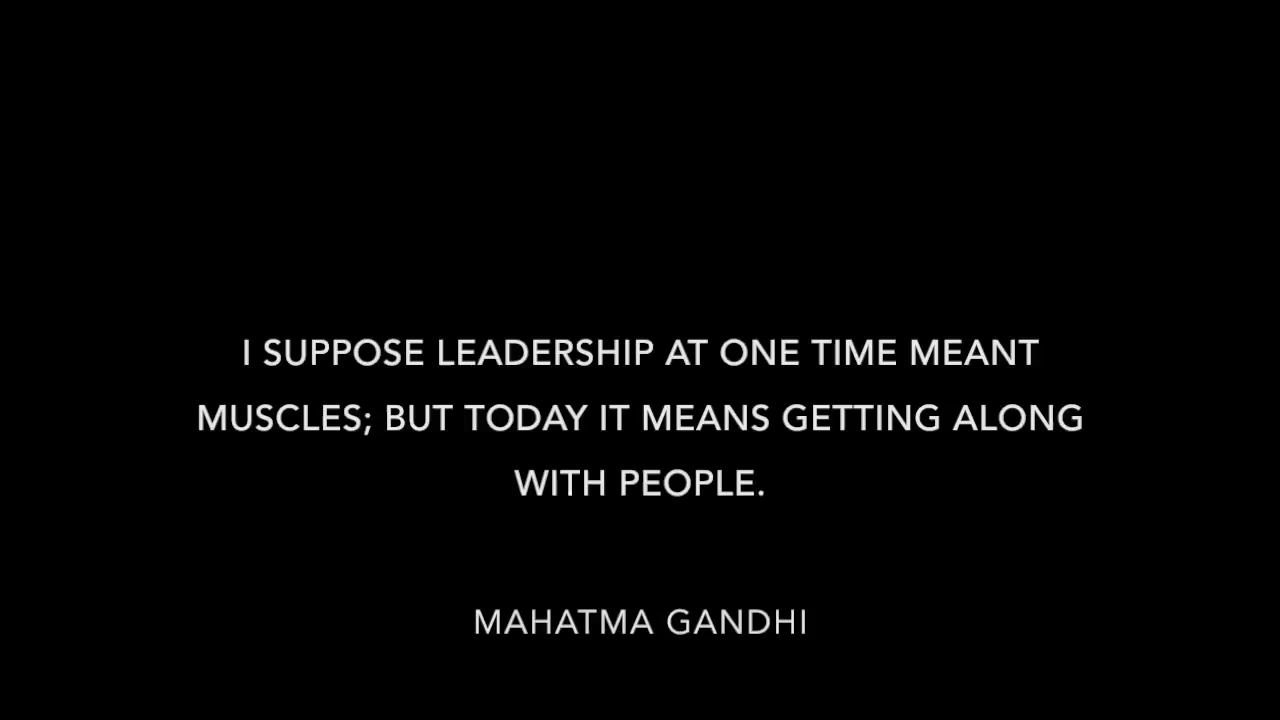 I SUPPOSE LEADERSHIP AT ONE TIME MEANT
MUSCLES; BUT TODAY IT MEANS GETTING ALONG
WITH PEOPLE.
MAHATMA GANDHI